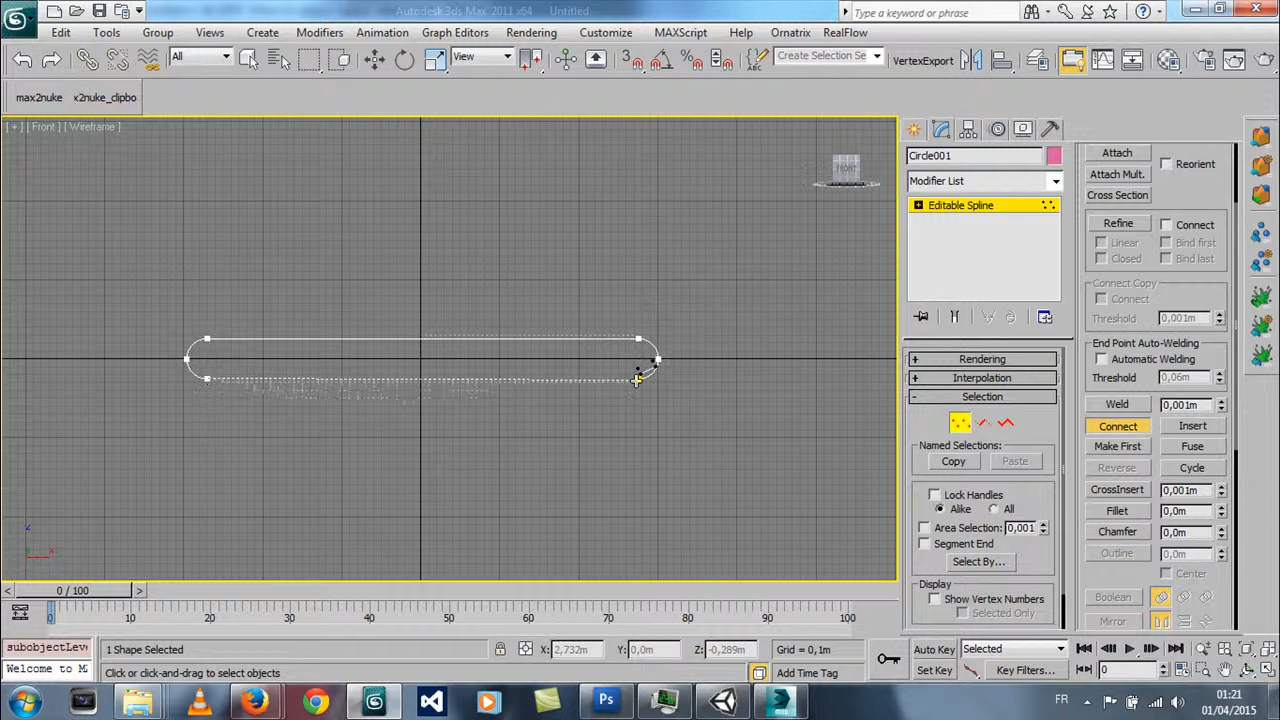 Autodesk 3ds Max 2011 x64 Untitled
Type a keyword or phrase
Edit Tools Group Views Create Modifiers Animation Graph Editors Rendering Customize MAXScript Help Ornatrix RealFlow
All View Create Selection Se VertexExport
max2nuke x2nuke_clipbo
[ + ] [ Front ] [ Wireframe ]
FRONT
Circle001
Modifier List
Editable Spline
Rendering
Interpolation
Selection
Named Selections:
Copy Paste
Lock Handles
Alike All
Area Selection: 0,001
Segment End
Select By...
Display
Show Vertex Numbers
Selected Only
Attach
Reorient
Attach Mult.
Cross Section
Refine Connect
Linear Bind first
Closed Bind last
Connect Copy
Connect
Threshold 0,001m
End Point Auto-Welding
Automatic Welding
Threshold 0,06m
Weld 0,001m
Connect Insert
Make First Fuse
Reverse Cycle
CrossInsert 0,001m
Fillet 0,0m
Chamfer 0,0m
Outline 0,0m
Center
Boolean
Mirror
z
x
< 0 / 100 >
0 10 20 30 40 50 60 70 80 90 100
subobjectLeve 1 Shape Selected X: 2,732m Y: 0,0m Z: -0,289m Grid = 0,1m Auto Key Selected
Welcome to M Click or click-and-drag to select objects Add Time Tag Set Key Key Filters... 0
Ps
mib
FR
01:21
01/04/2015